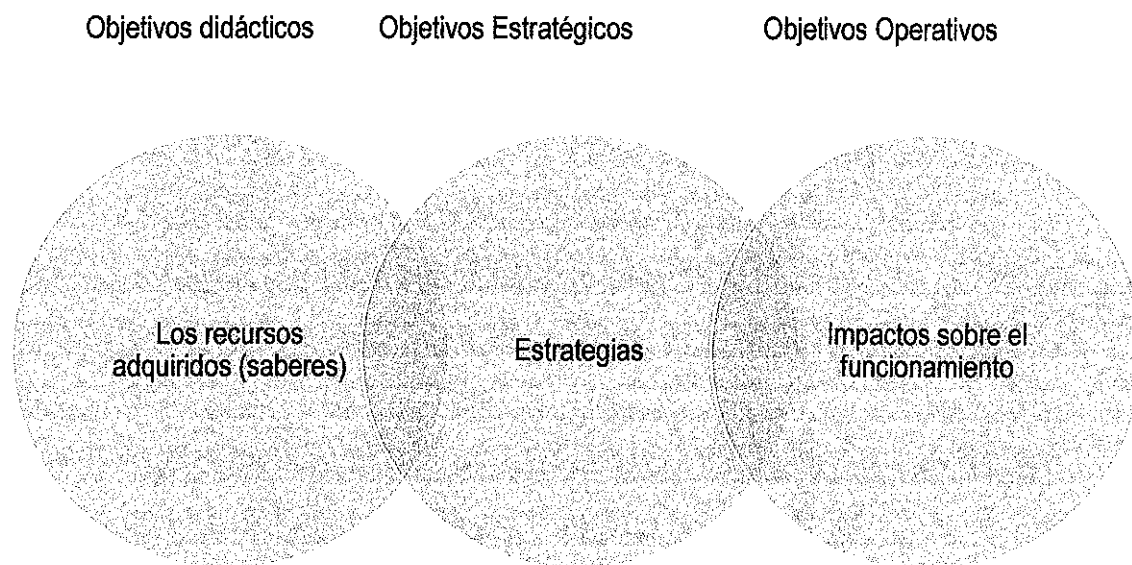 Objetivos didácticos
Objetivos Estratégicos
Objetivos Operativos
Los recursos
adquiridos (saberes)
Estrategias
Impactos sobre el
funcionamiento